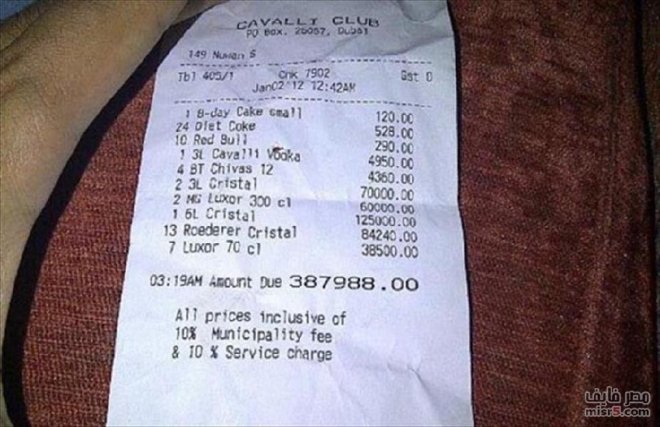 CAVALLI CLUB
PO BOX. 26057, Dubai
149 Nuwan S
Tbl 405/1 Chk 7902 Gst 0
Jan02'12 12:42AM
1 B-day Cake small 120.00
24 Diet Coke 528.00
10 Red Bull 290.00
1 3L Cavalli Vodka 4950.00
4 BT Chivas 12 4360.00
2 3L Cristal 70000.00
2 MG Luxor 300 cl 60000.00
1 6L Cristal 125000.00
13 Roederer Cristal 84240.00
7 Luxor 70 cl 38500.00
03:19AM Amount Due 387988.00
All prices inclusive of
10% Municipality fee
& 10 % Service charge
مصر فايف
misr5.com